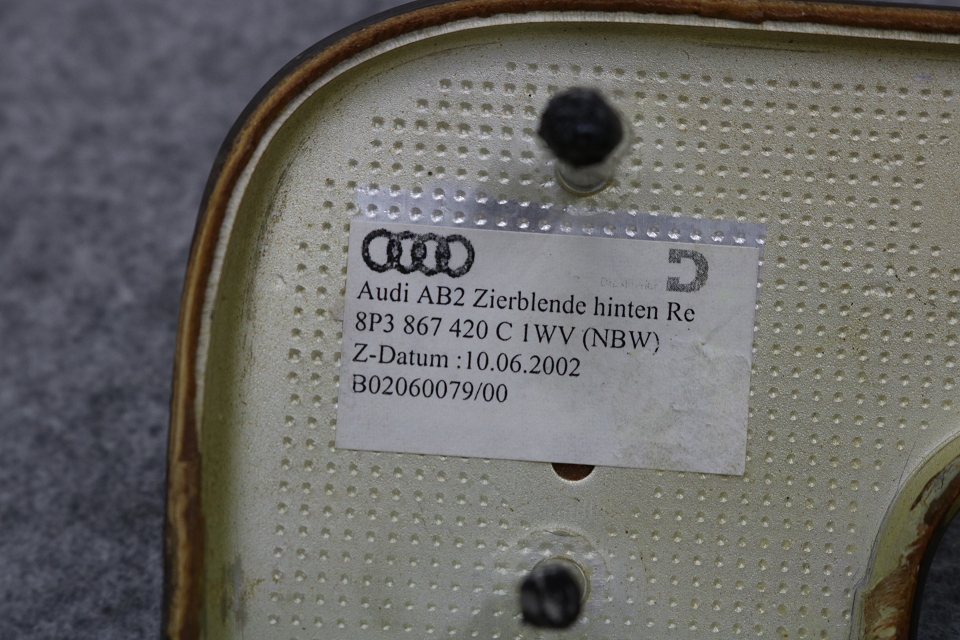 Audi AB2 Zierblende hinten Re
8P3 867 420 C 1WV (NBW)
Z-Datum :10.06.2002
B02060079/00